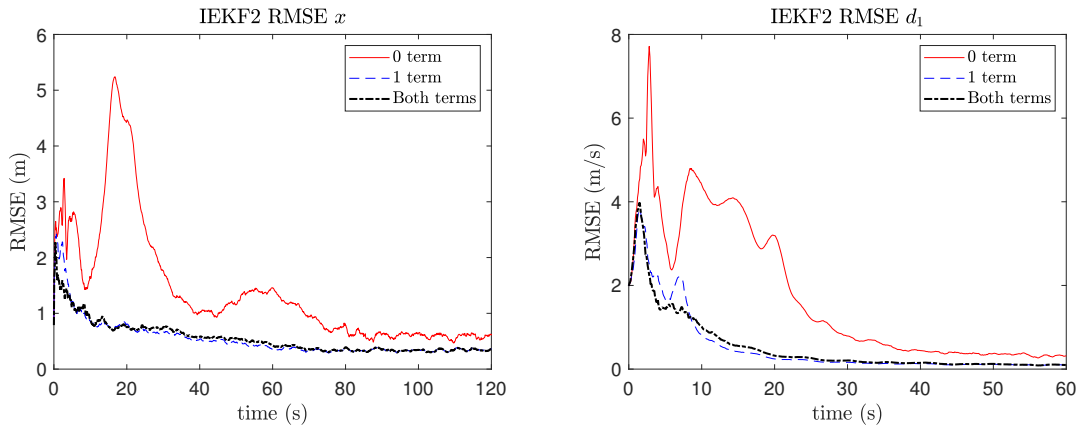 IEKF2 RMSE x
RMSE (m)
6
5
4
3
2
1
0
0 20 40 60 80 100 120
time (s)
0 term
1 term
Both terms
IEKF2 RMSE d₁
RMSE (m/s)
8
6
4
2
0
0 10 20 30 40 50 60
time (s)
0 term
1 term
Both terms